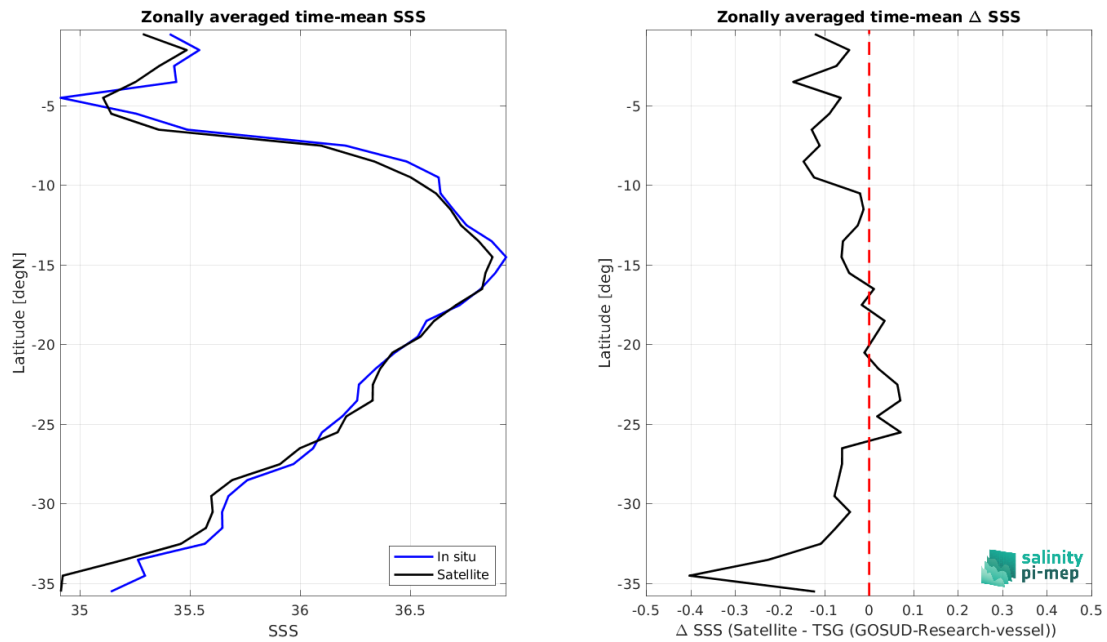 Zonally averaged time-mean SSS
-5
-10
-15
-20
-25
-30
-35
Latitude [degN]
35
35.5
36
36.5
SSS
In situ
Satellite
Zonally averaged time-mean Δ SSS
-5
-10
-15
-20
-25
-30
-35
Latitude [deg]
-0.5
-0.4
-0.3
-0.2
-0.1
0
0.1
0.2
0.3
0.4
0.5
Δ SSS (Satellite - TSG (GOSUD-Research-vessel))
salinity
pi-mep